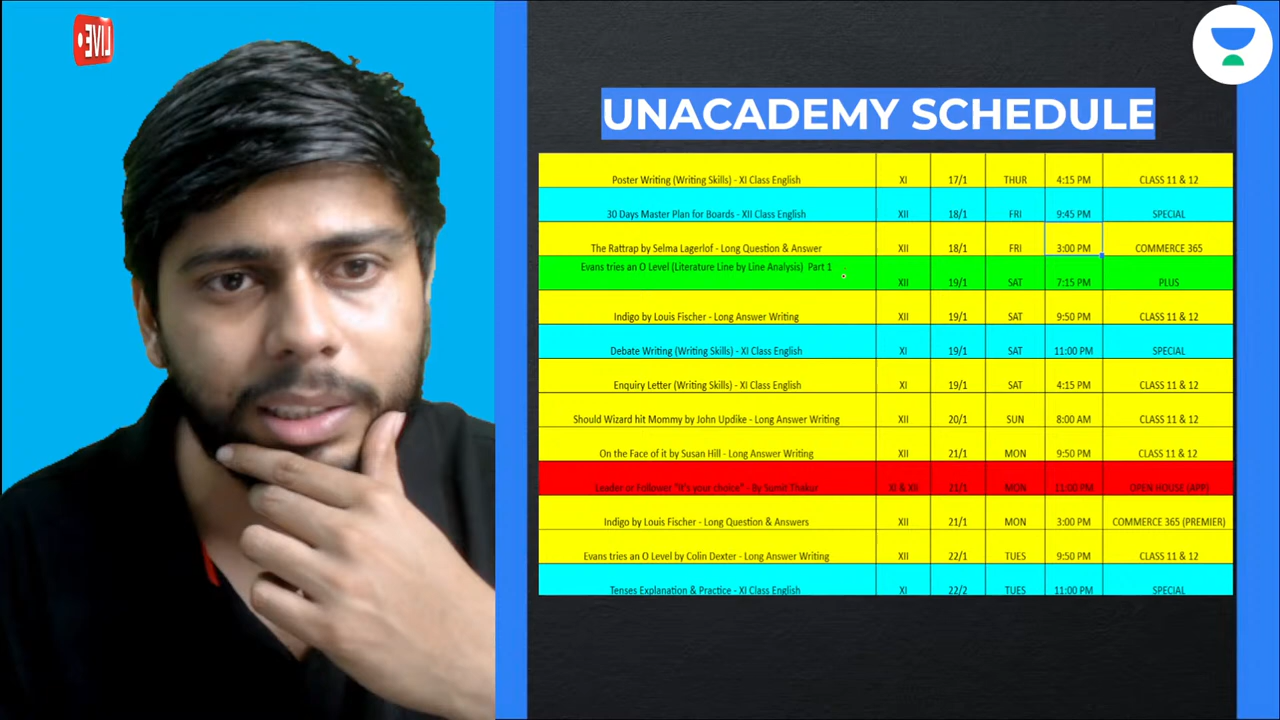 LIVE
UNACADEMY SCHEDULE
Poster Writing (Writing Skills) - XI Class English XI 17/1 THUR 4:15 PM CLASS 11 & 12
30 Days Master Plan for Boards - XII Class English XII 18/1 FRI 9:45 PM SPECIAL
The Rattrap by Selma Lagerlof - Long Question & Answer XII 18/1 FRI 3:00 PM COMMERCE 365
Evans tries an O Level (Literature Line by Line Analysis) Part 1 XII 19/1 SAT 7:15 PM PLUS
Indigo by Louis Fischer - Long Answer Writing XII 19/1 SAT 9:50 PM CLASS 11 & 12
Debate Writing (Writing Skills) - XI Class English XI 19/1 SAT 11:00 PM SPECIAL
Enquiry Letter (Writing Skills) - XI Class English XI 19/1 SAT 4:15 PM CLASS 11 & 12
Should Wizard hit Mommy by John Updike - Long Answer Writing XII 20/1 SUN 8:00 AM CLASS 11 & 12
On the Face of it by Susan Hill - Long Answer Writing XII 21/1 MON 9:50 PM CLASS 11 & 12
Leader or Follower "It's your choice" - By Sumit Thakur XI & XII 21/1 MON 11:00 PM OPEN HOUSE (APP)
Indigo by Louis Fischer - Long Question & Answers XII 21/1 MON 3:00 PM COMMERCE 365 (PREMIER)
Evans tries an O Level by Colin Dexter - Long Answer Writing XII 22/1 TUES 9:50 PM CLASS 11 & 12
Tenses Explanation & Practice - XI Class English XI 22/2 TUES 11:00 PM SPECIAL